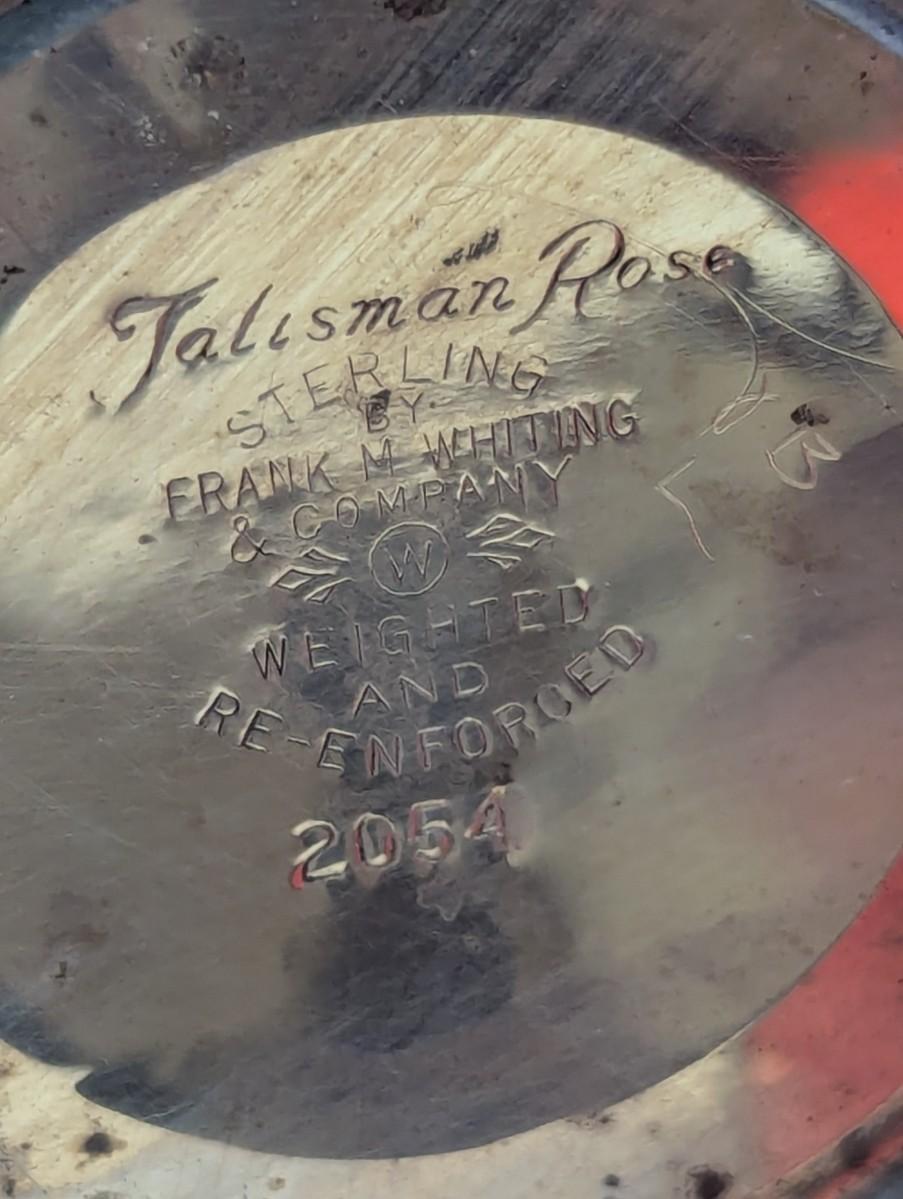 Talisman Rose
STERLING
BY
FRANK M WHITING
& COMPANY
W
WEIGHTED
AND
RE-ENFORCED
2054